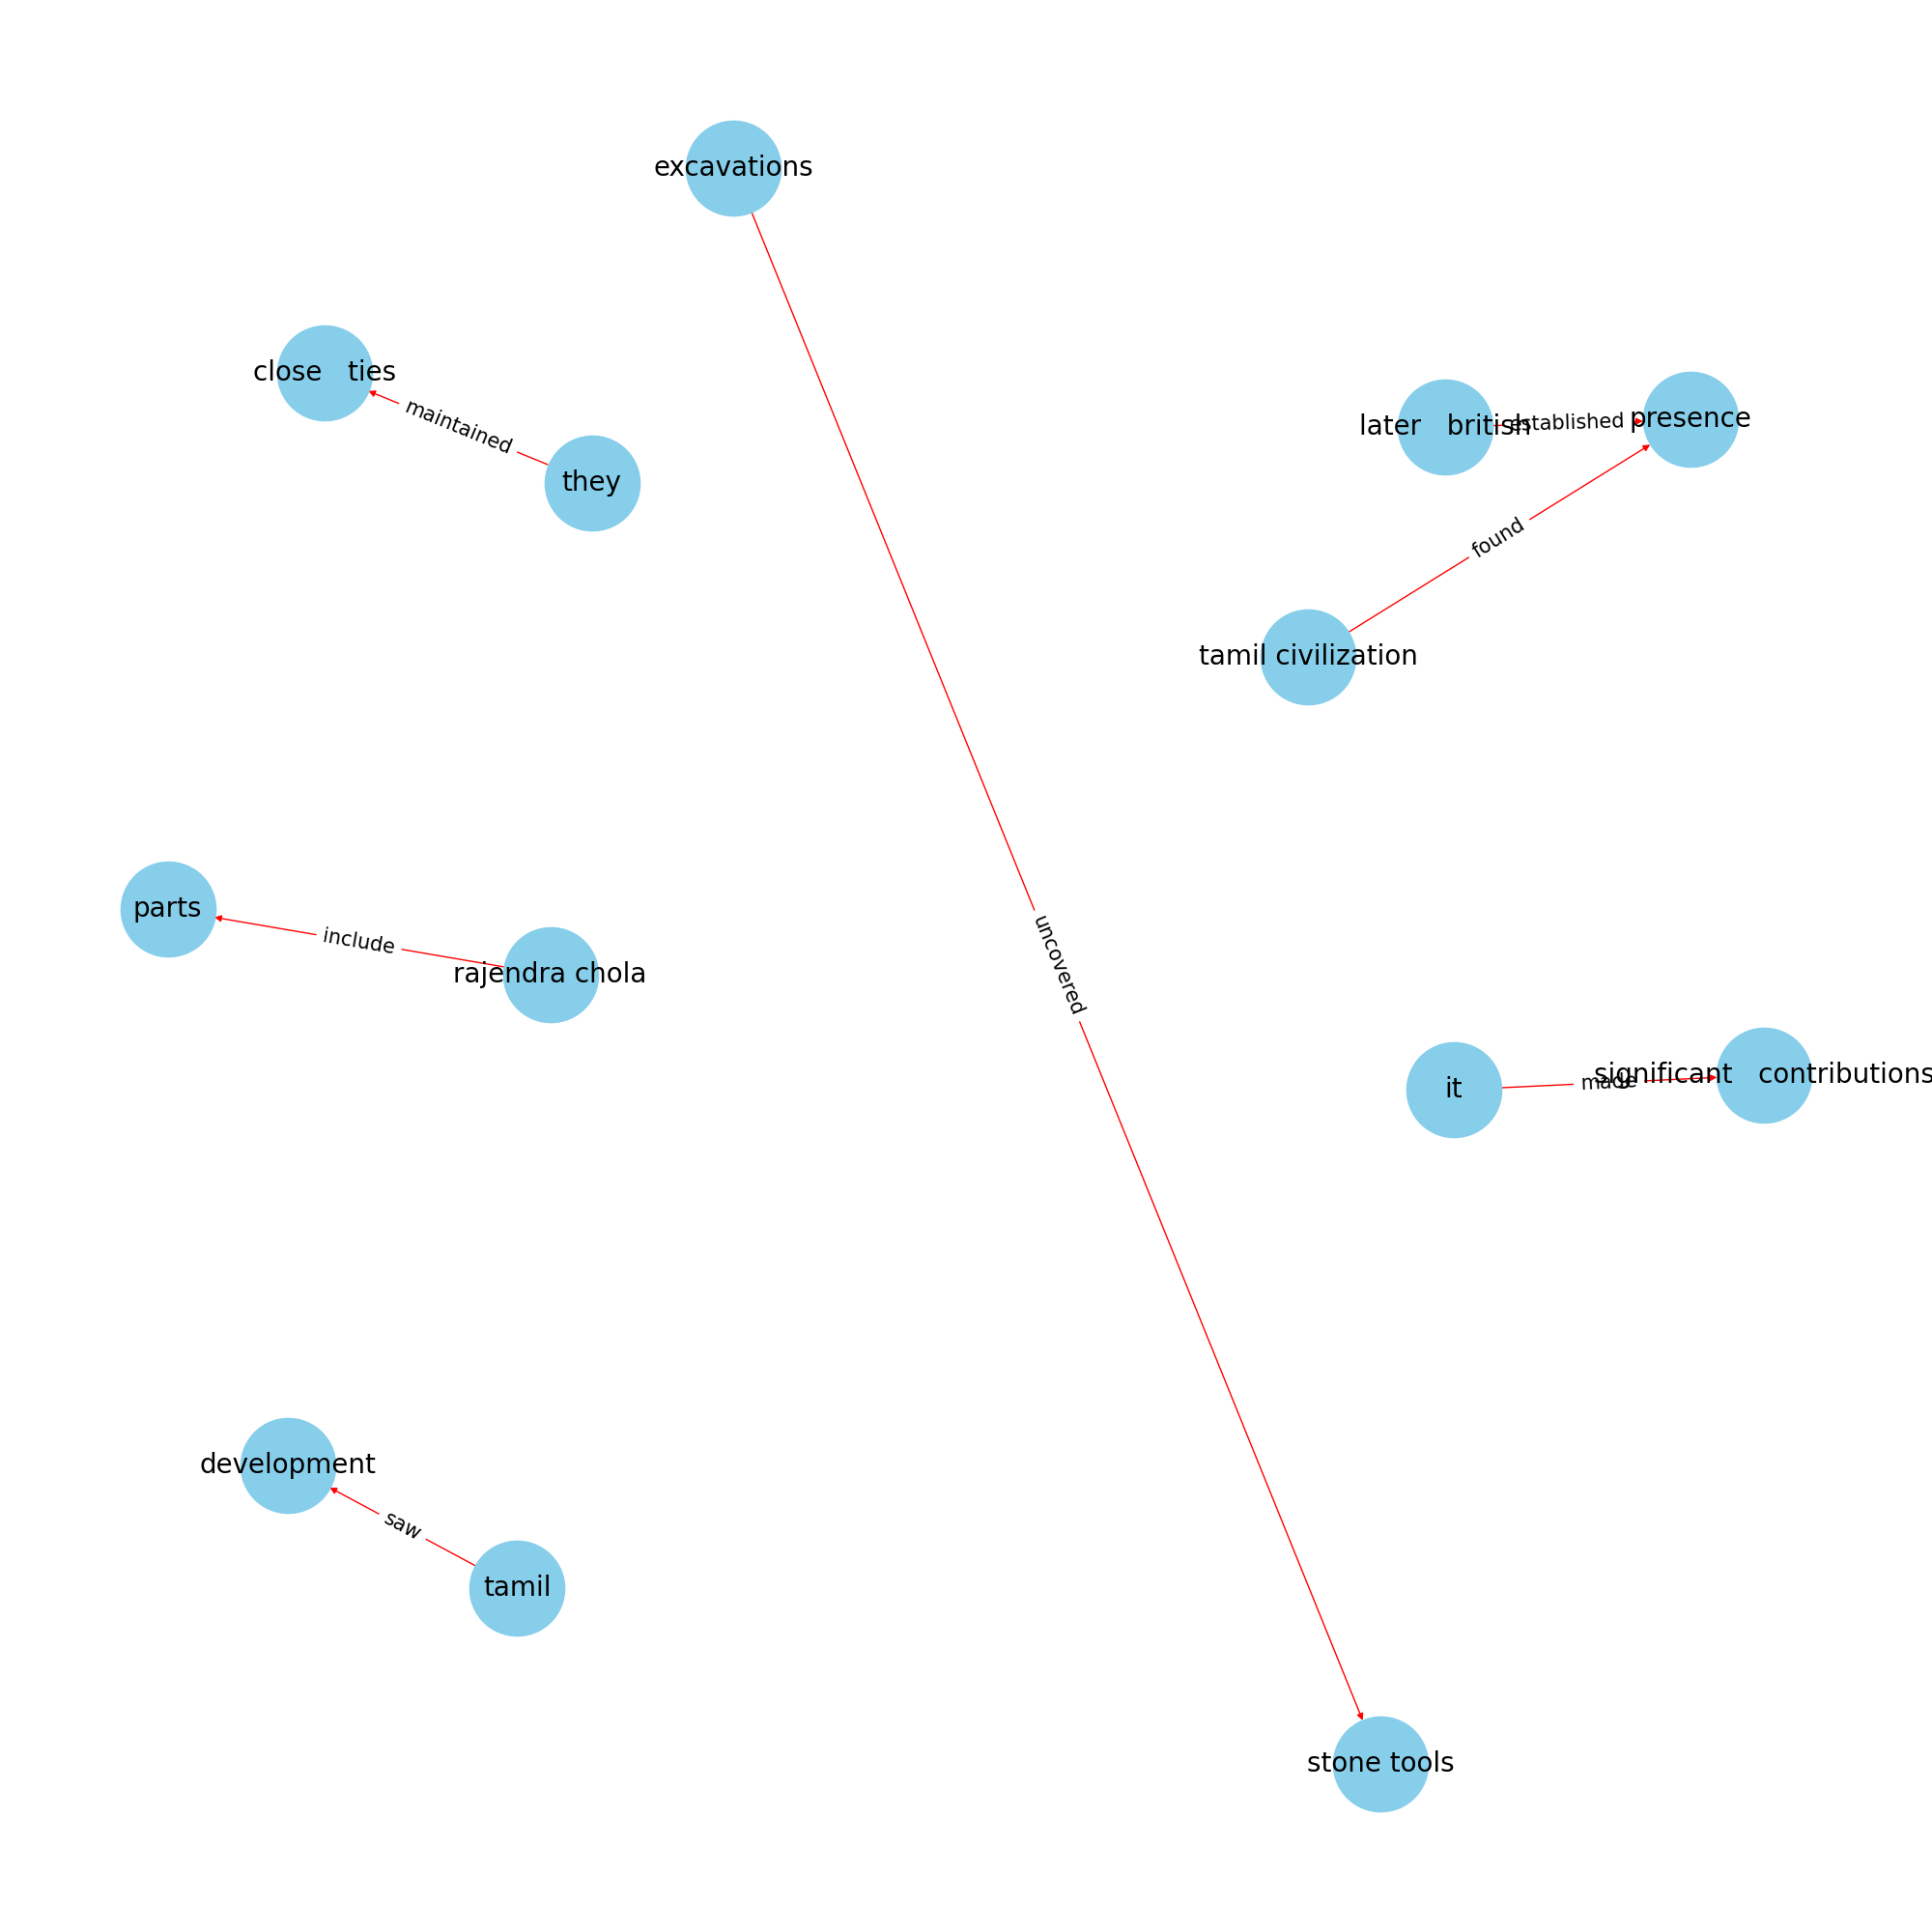 excavations
close   ties
maintained
they
later   british
established
presence
found
tamil civilization
parts
include
rajendra chola
uncovered
it
made
significant   contributions
development
saw
tamil
stone tools